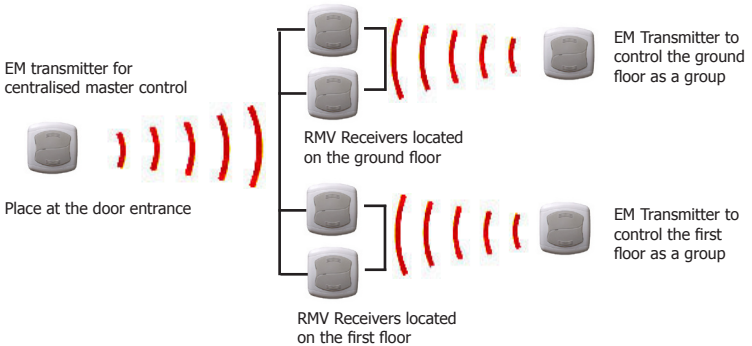 EM transmitter for
centralised master control
Place at the door entrance
RMV Receivers located
on the ground floor
EM Transmitter to
control the ground
floor as a group
RMV Receivers located
on the first floor
EM Transmitter to
control the first
floor as a group